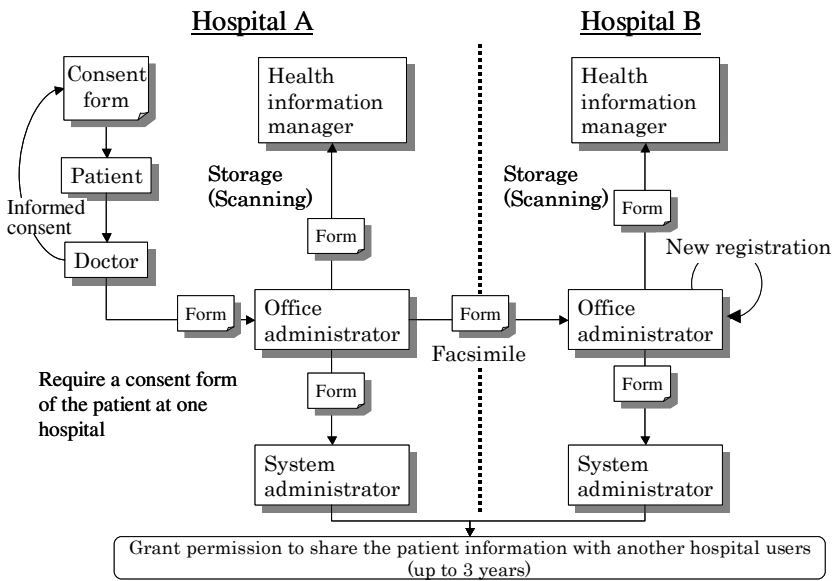 Hospital A
Hospital B
Consent
form
Patient
Informed
consent
Doctor
Health
information
manager
Storage
(Scanning)
Form
Form
Office
administrator
Form
Facsimile
Require a consent form
of the patient at one
hospital
Form
System
administrator
Health
information
manager
Storage
(Scanning)
Form
New registration
Office
administrator
Form
System
administrator
Grant permission to share the patient information with another hospital users
(up to 3 years)